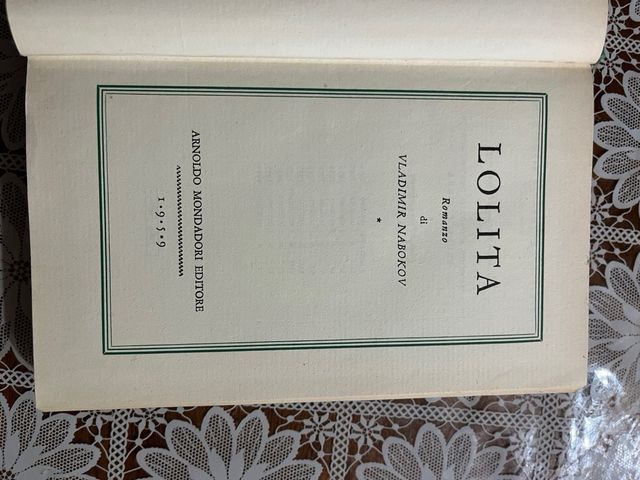 LOLITA
Romanzo
di
VLADIMIR NABOKOV
*
ARNOLDO MONDADORI EDITORE
1•9•5•9